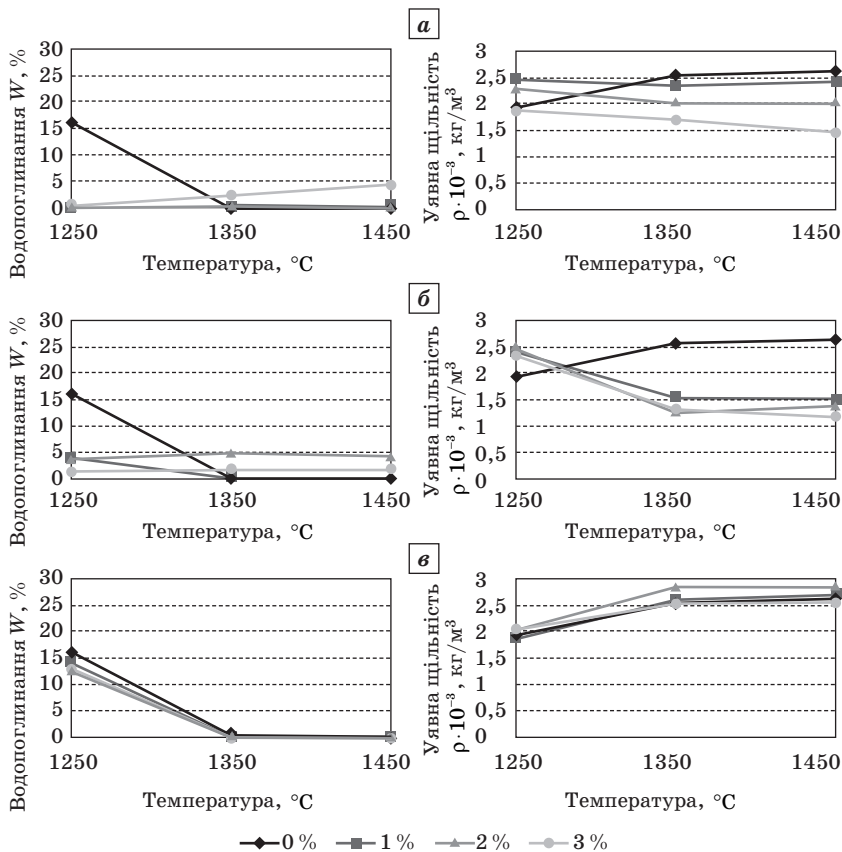 а
Водопоглинання W, %
30
25
20
15
10
5
0
1250 1350 1450
Температура, °С
Уявна щільність
ρ·10⁻³, кг/м³
3
2,5
2
1,5
1
0,5
0
1250 1350 1450
Температура, °С
б
Водопоглинання W, %
30
25
20
15
10
5
0
1250 1350 1450
Температура, °С
Уявна щільність
ρ·10⁻³, кг/м³
3
2,5
2
1,5
1
0,5
0
1250 1350 1450
Температура, °С
в
Водопоглинання W, %
30
25
20
15
10
5
0
1250 1350 1450
Температура, °С
Уявна щільність
ρ·10⁻³, кг/м³
3
2,5
2
1,5
1
0,5
0
1250 1350 1450
Температура, °С
0 % 1 % 2 % 3 %